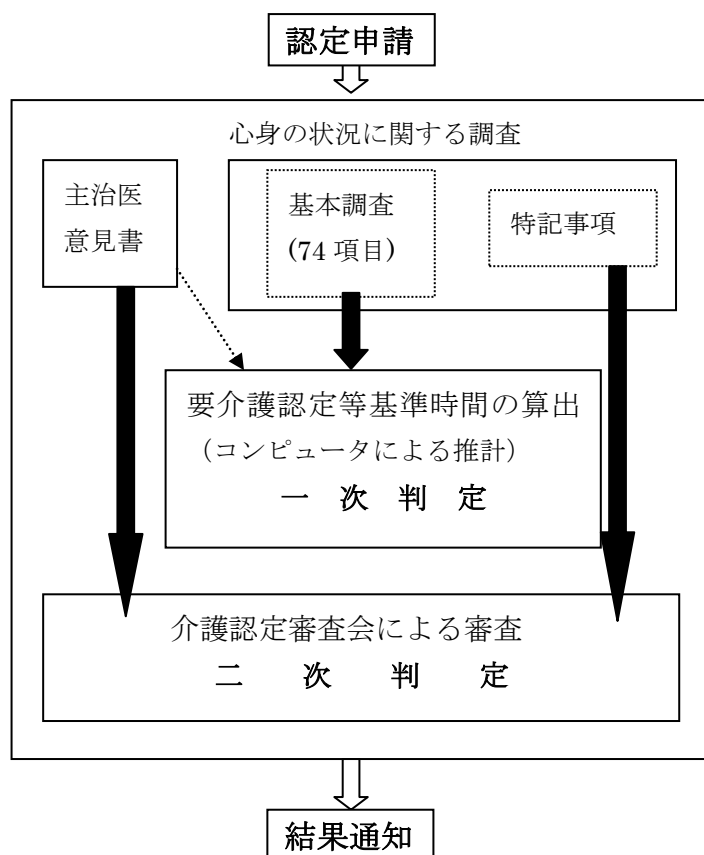 認定申請
心身の状況に関する調査
主治医
意見書
基本調査
(74 項目)
特記事項
要介護認定等基準時間の算出
（コンピュータによる推計）
一 次 判 定
介護認定審査会による審査
二 次 判 定
結果通知